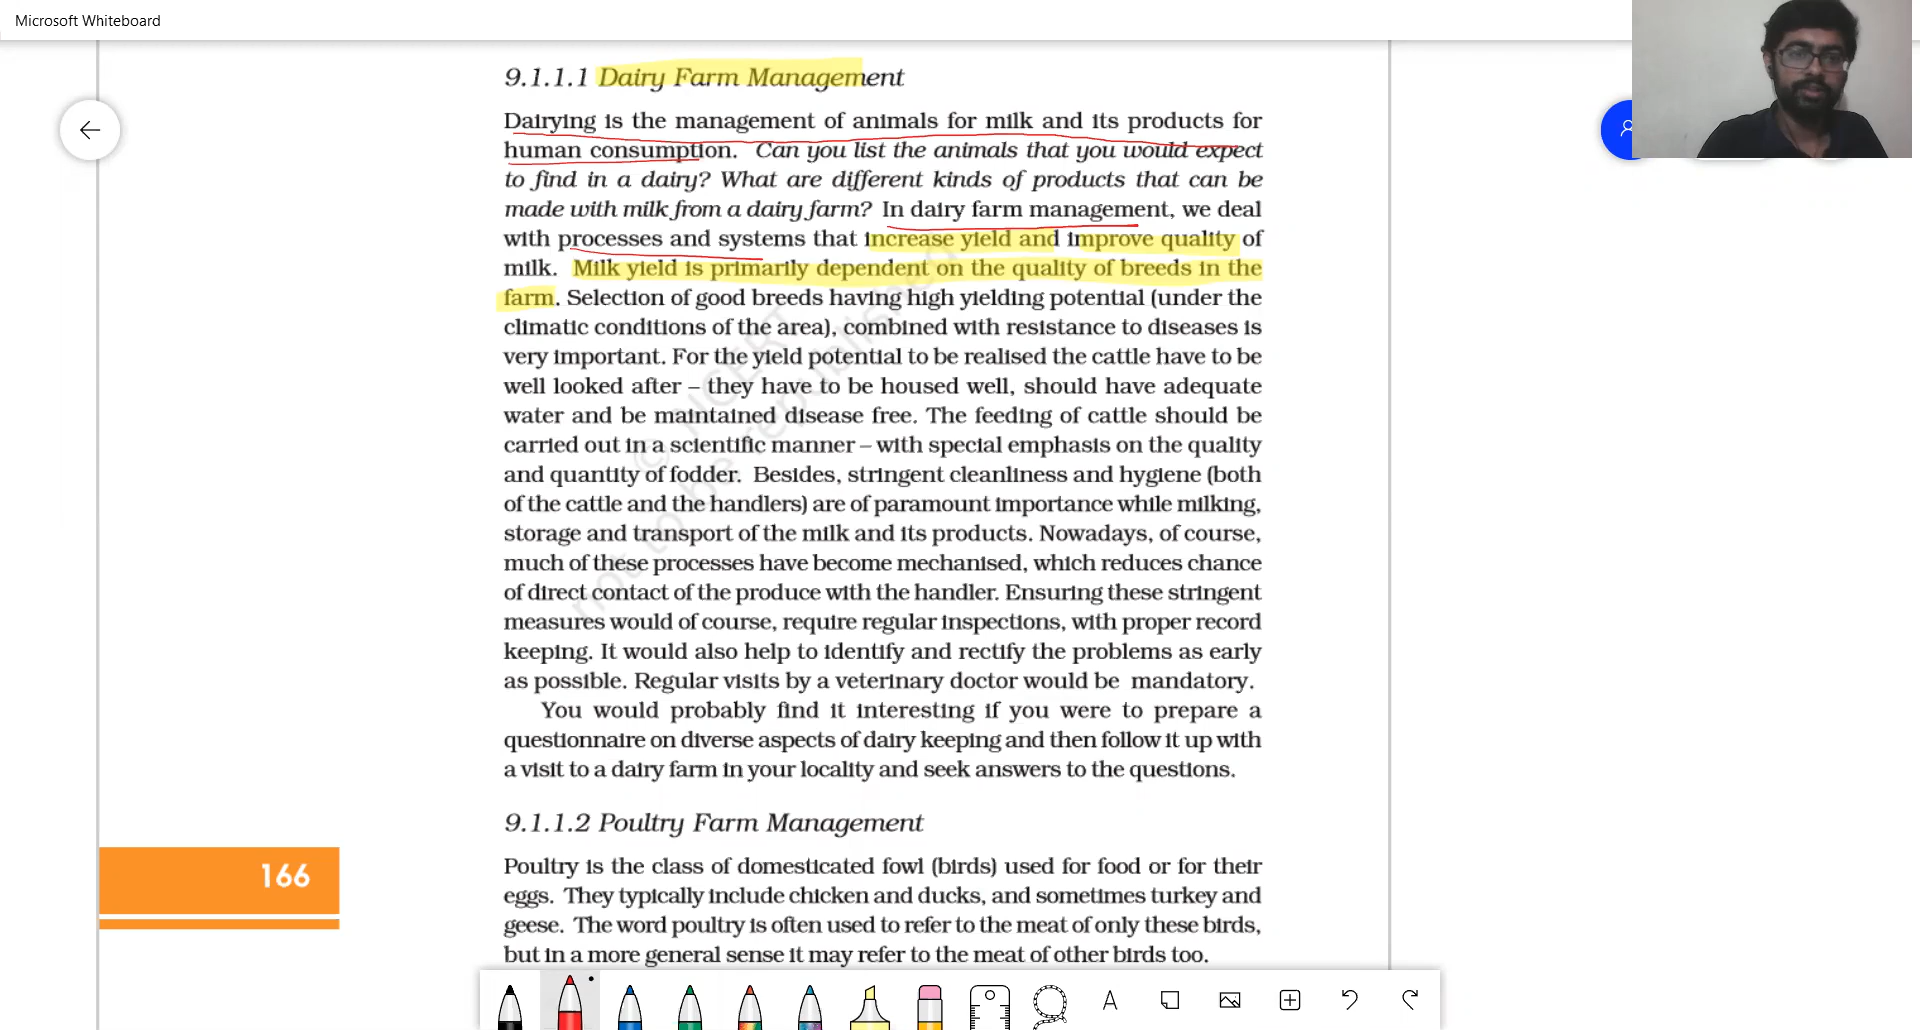 Microsoft Whiteboard
9.1.1.1 Dairy Farm Management
Dairying is the management of animals for milk and its products for
human consumption. Can you list the animals that you would expect
to find in a dairy? What are different kinds of products that can be
made with milk from a dairy farm? In dairy farm management, we deal
with processes and systems that increase yield and improve quality of
milk. Milk yield is primarily dependent on the quality of breeds in the
farm. Selection of good breeds having high yielding potential (under the
climatic conditions of the area), combined with resistance to diseases is
very important. For the yield potential to be realised the cattle have to be
well looked after – they have to be housed well, should have adequate
water and be maintained disease free. The feeding of cattle should be
carried out in a scientific manner – with special emphasis on the quality
and quantity of fodder. Besides, stringent cleanliness and hygiene (both
of the cattle and the handlers) are of paramount importance while milking,
storage and transport of the milk and its products. Nowadays, of course,
much of these processes have become mechanised, which reduces chance
of direct contact of the produce with the handler. Ensuring these stringent
measures would of course, require regular inspections, with proper record
keeping. It would also help to identify and rectify the problems as early
as possible. Regular visits by a veterinary doctor would be mandatory.
You would probably find it interesting if you were to prepare a
questionnaire on diverse aspects of dairy keeping and then follow it up with
a visit to a dairy farm in your locality and seek answers to the questions.
9.1.1.2 Poultry Farm Management
Poultry is the class of domesticated fowl (birds) used for food or for their
eggs. They typically include chicken and ducks, and sometimes turkey and
geese. The word poultry is often used to refer to the meat of only these birds,
but in a more general sense it may refer to the meat of other birds too.
166
© NCERT
not to be republished